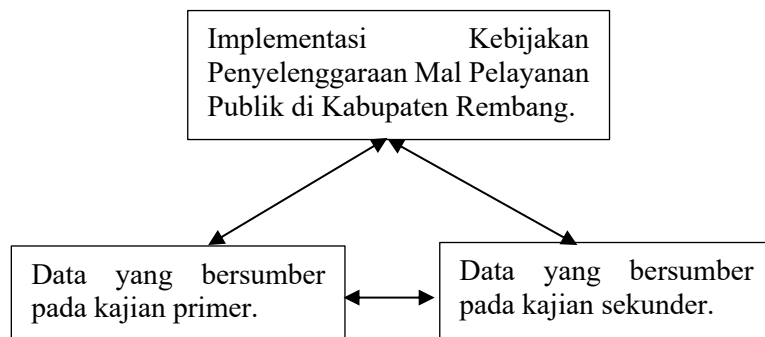 Implementasi Kebijakan
Penyelenggaraan Mal Pelayanan
Publik di Kabupaten Rembang.
Data yang bersumber
pada kajian primer.
Data yang bersumber
pada kajian sekunder.